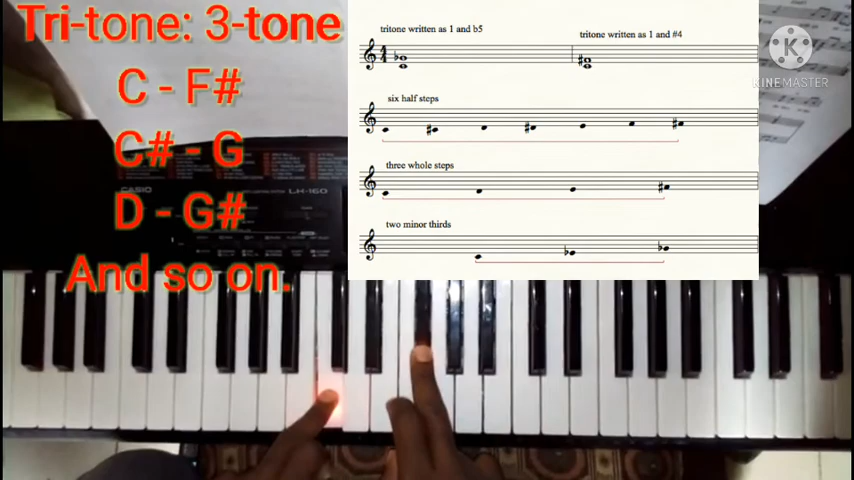 Tri-tone: 3-tone
C - F#
C# - G
D - G#
And so on.
tritone written as 1 and b5
tritone written as 1 and #4
six half steps
three whole steps
two minor thirds
KINEMASTER
CASIO
LK-160